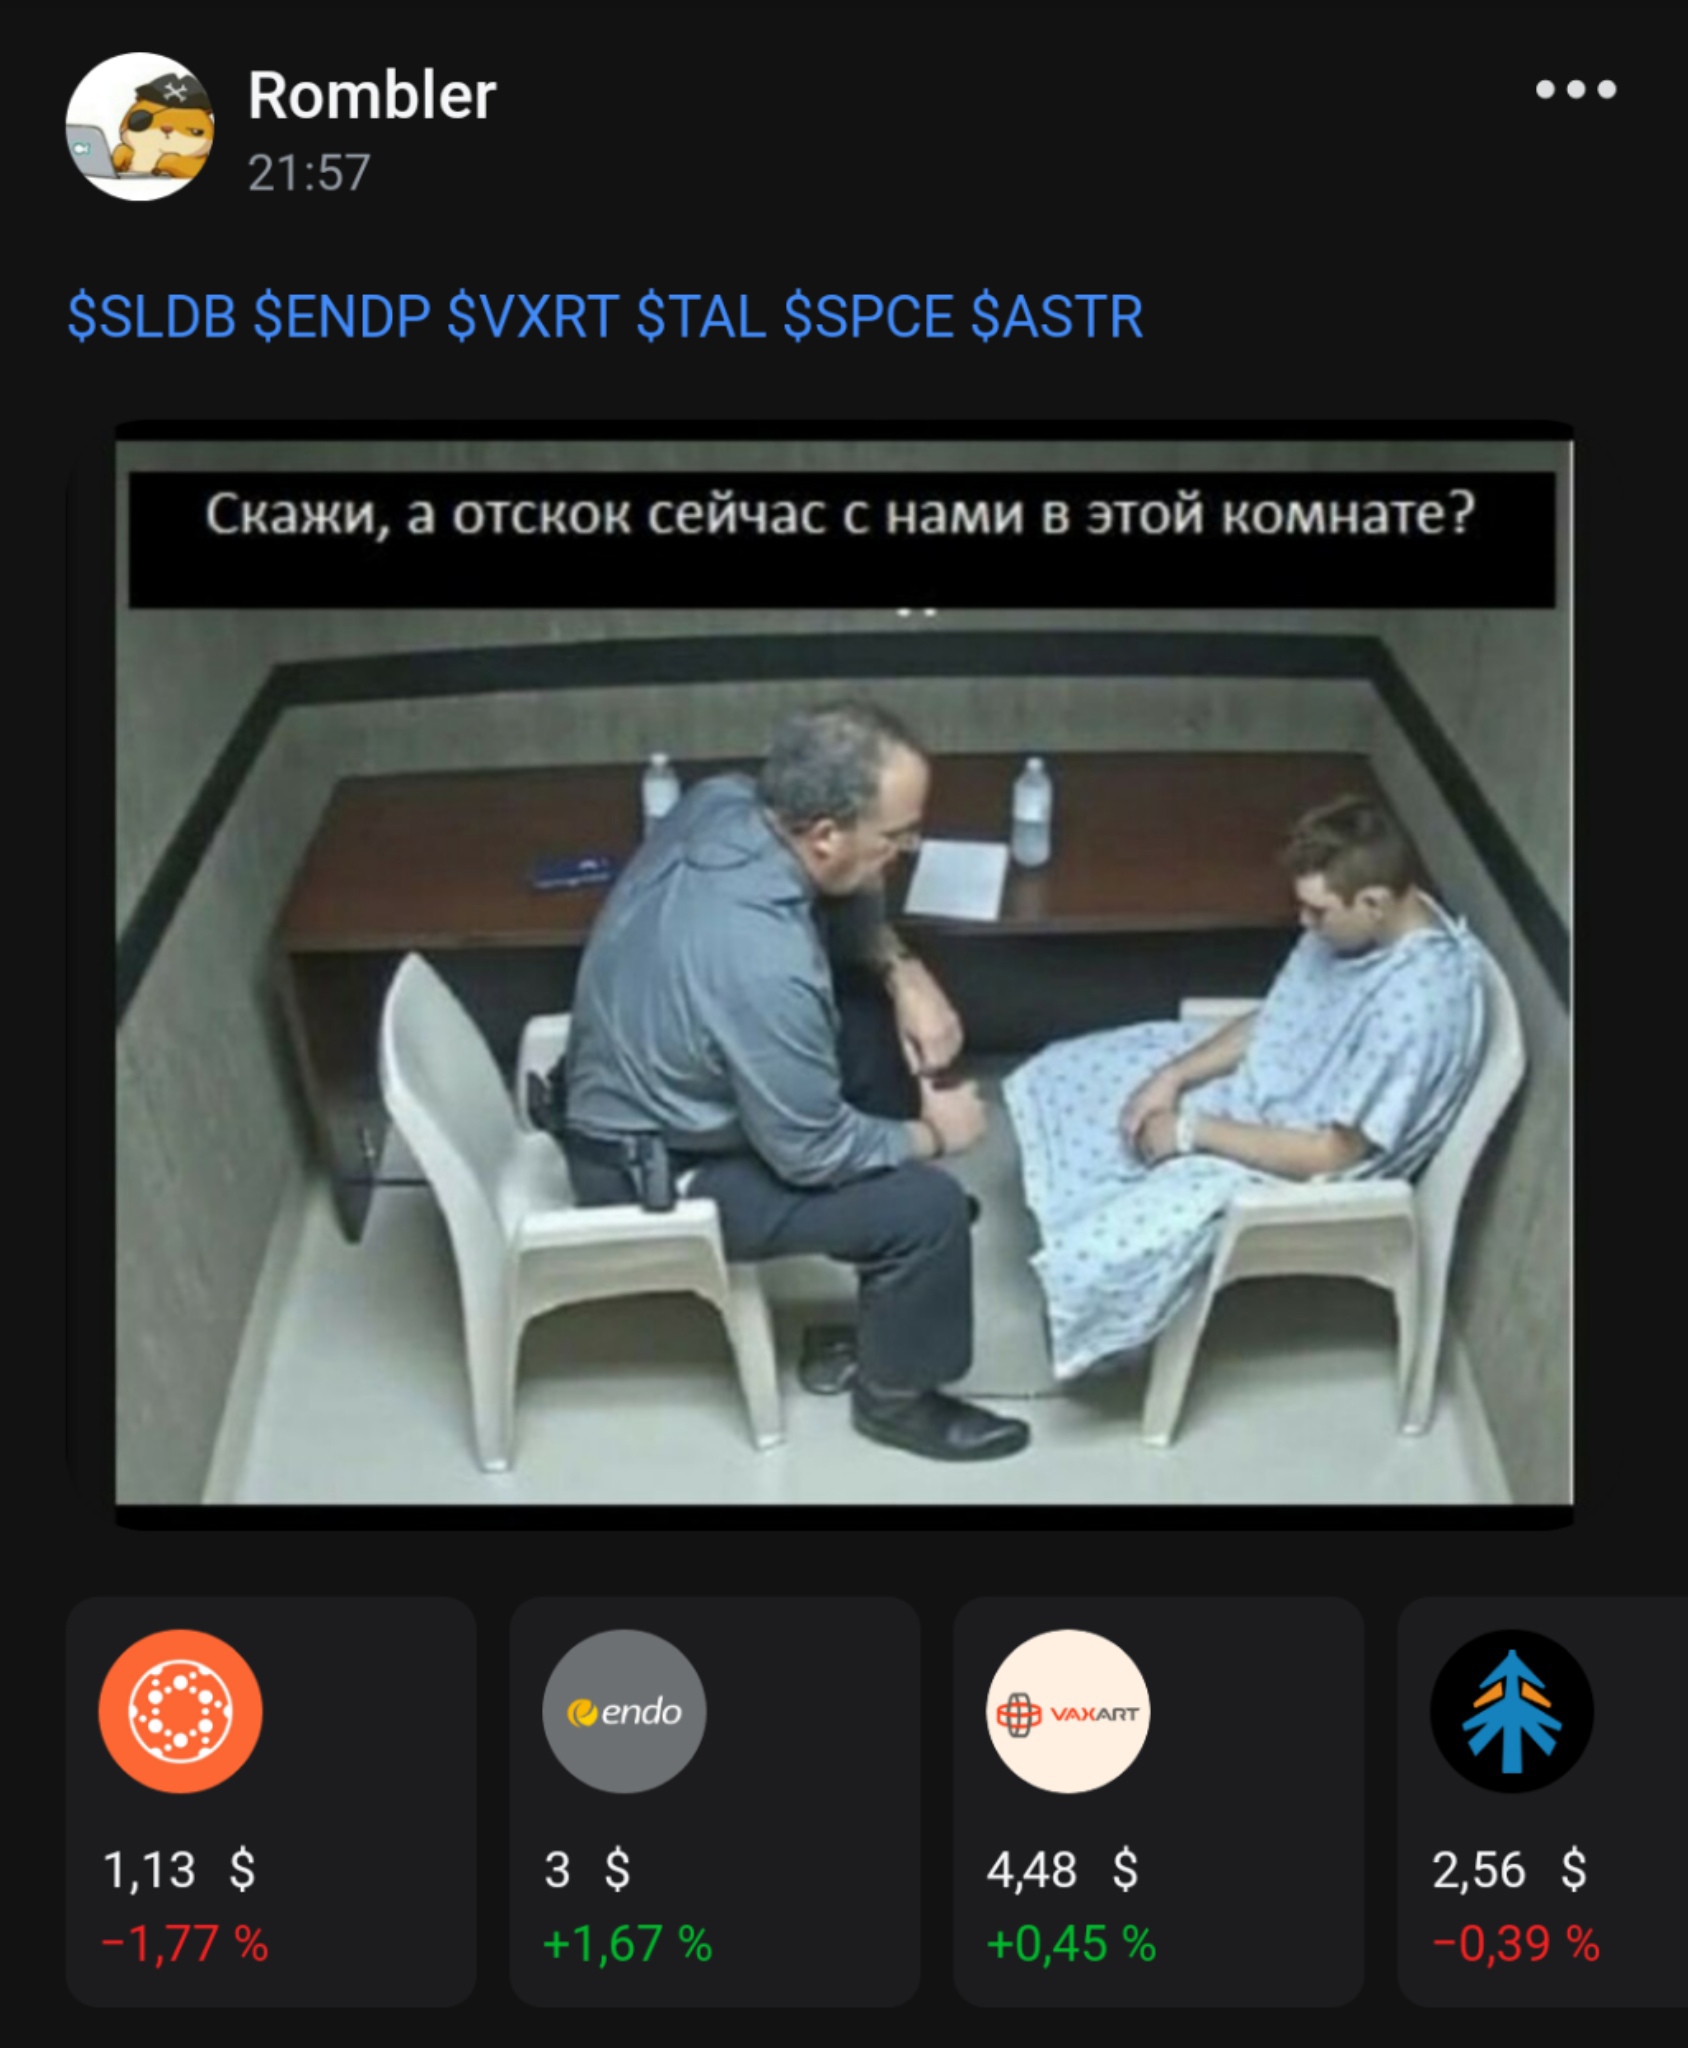 Rombler
21:57
$SLDB $ENDP $VXRT $TAL $SPCE $ASTR
Скажи, а отскок сейчас с нами в этой комнате?
endo
VAXART
1,13 $
3 $
4,48 $
2,56 $
−1,77 %
+1,67 %
+0,45 %
−0,39 %